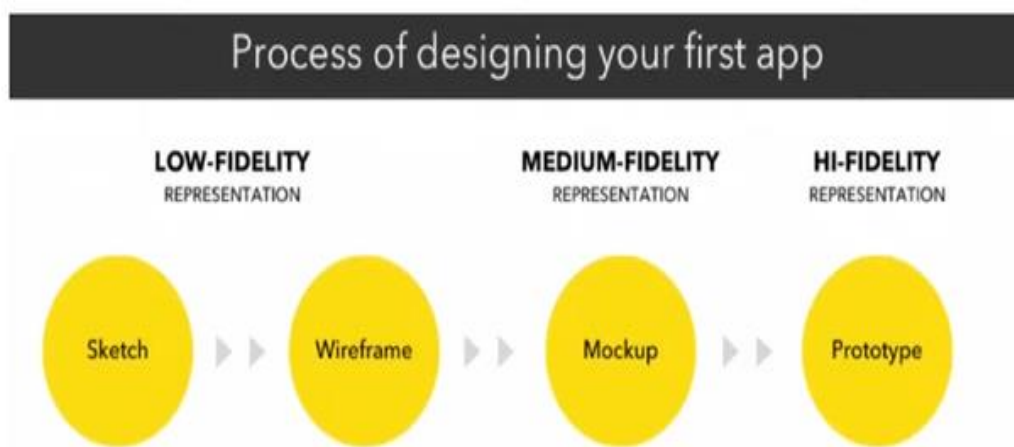 Process of designing your first app
LOW-FIDELITY
REPRESENTATION
MEDIUM-FIDELITY
REPRESENTATION
HI-FIDELITY
REPRESENTATION
Sketch
Wireframe
Mockup
Prototype